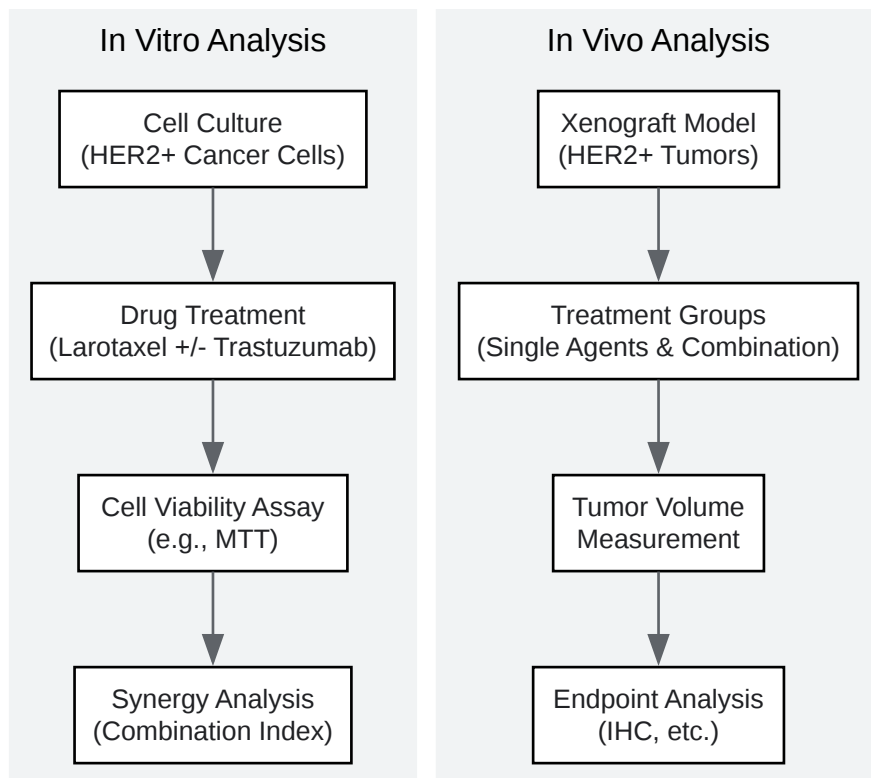 In Vitro Analysis
Cell Culture
(HER2+ Cancer Cells)
Drug Treatment
(Larotaxel +/- Trastuzumab)
Cell Viability Assay
(e.g., MTT)
Synergy Analysis
(Combination Index)
In Vivo Analysis
Xenograft Model
(HER2+ Tumors)
Treatment Groups
(Single Agents & Combination)
Tumor Volume
Measurement
Endpoint Analysis
(IHC, etc.)